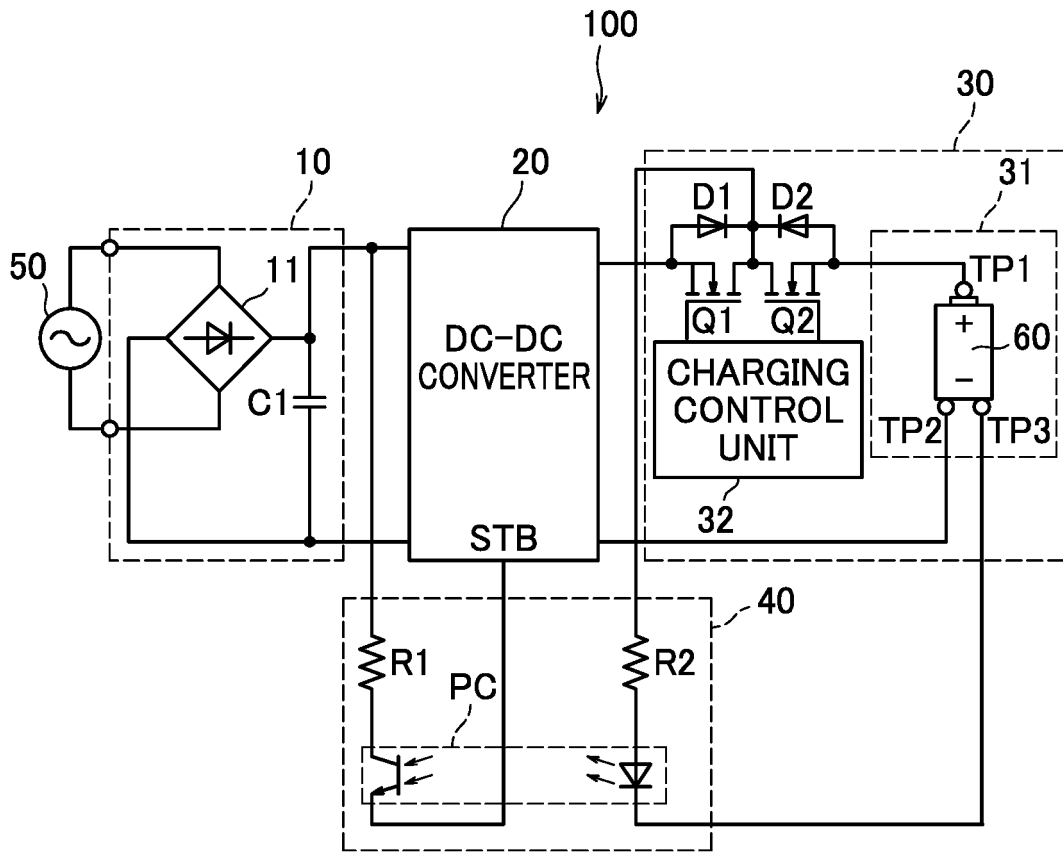 100
30
10
20
31
D1
D2
50
11
TP1
Q1
Q2
+
60
−
DC-DC
CONVERTER
C1
CHARGING
CONTROL
UNIT
TP2
TP3
32
STB
40
R1
R2
PC